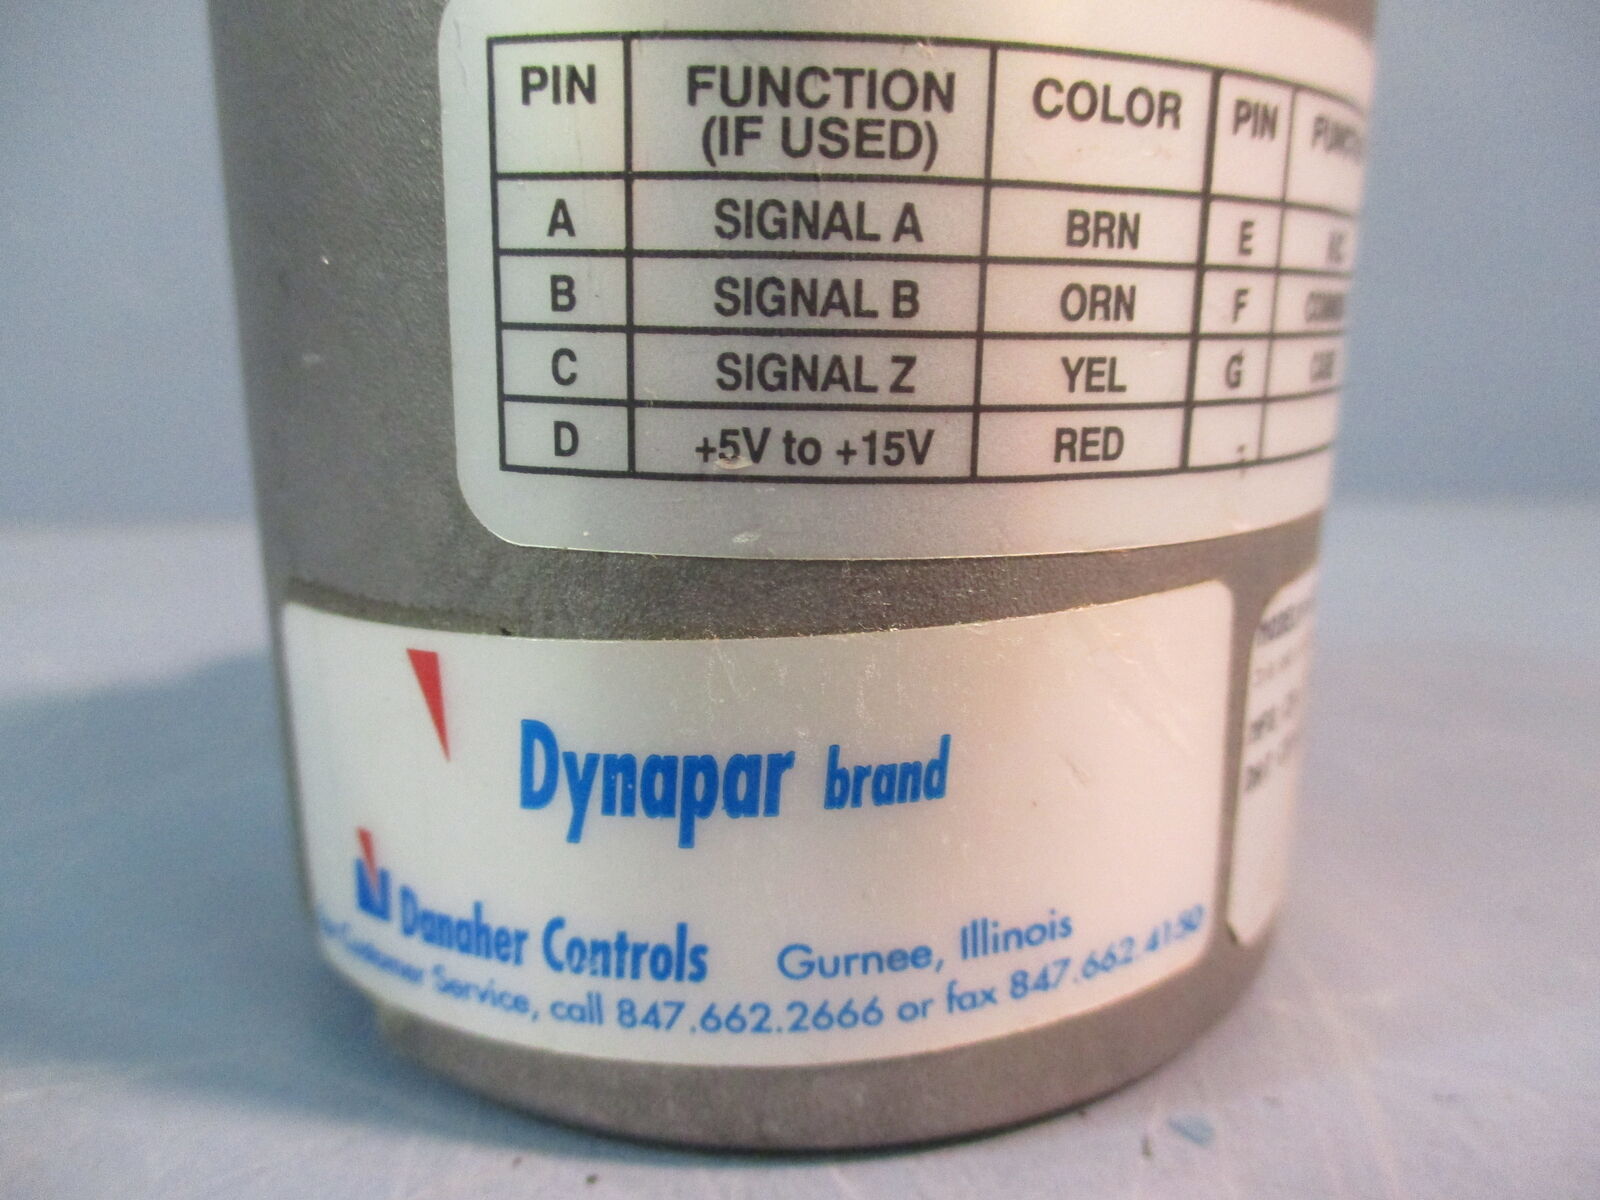 PIN FUNCTION (IF USED) COLOR PIN
A SIGNAL A BRN E
B SIGNAL B ORN F
C SIGNAL Z YEL G
D +5V to +15V RED -
Dynapar brand
Danaher Controls Gurnee, Illinois
Customer Service, call 847.662.2666 or fax 847.662.4150